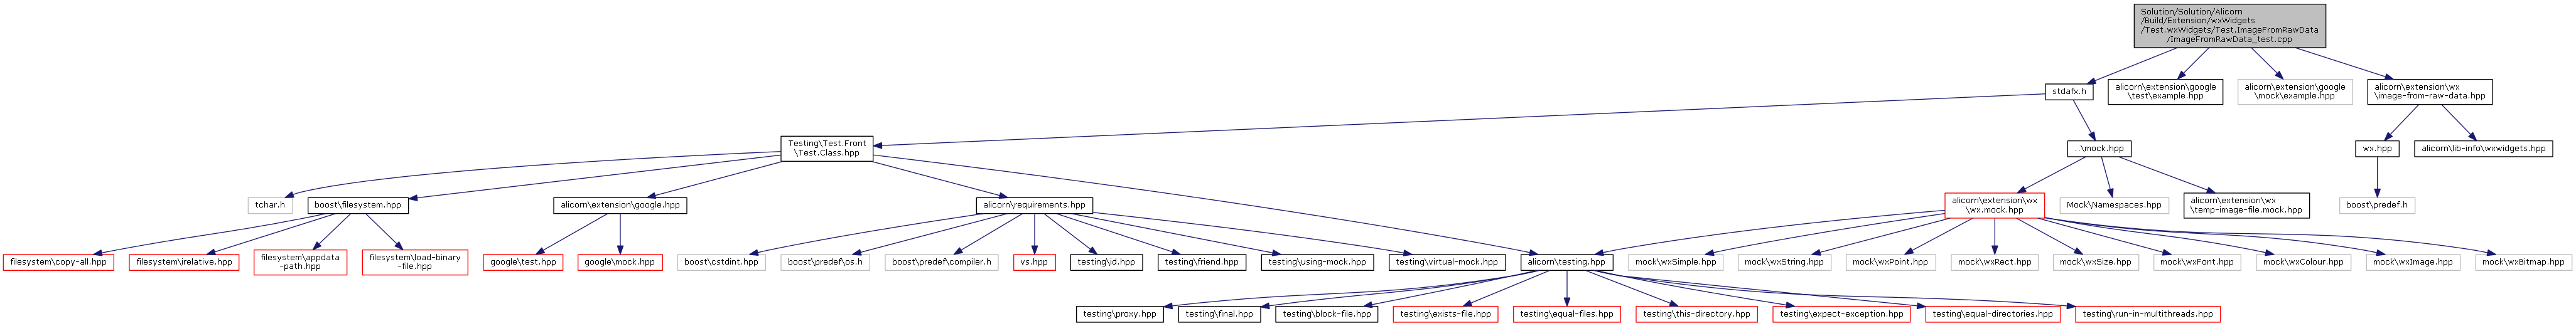 Solution/Solution/Alicorn
/Build/Extension/wxWidgets
/Test.wxWidgets/Test.ImageFromRawData
/ImageFromRawData_test.cpp
stdafx.h
alicorn\extension\google
\test\example.hpp
alicorn\extension\google
\mock\example.hpp
alicorn\extension\wx
\image-from-raw-data.hpp
Testing\Test.Front
\Test.Class.hpp
..\mock.hpp
wx.hpp
alicorn\lib-info\wxwidgets.hpp
tchar.h
boost\filesystem.hpp
alicorn\extension\google.hpp
alicorn\requirements.hpp
alicorn\extension\wx
\wx.mock.hpp
Mock\Namespaces.hpp
alicorn\extension\wx
\temp-image-file.mock.hpp
boost\predef.h
filesystem\copy-all.hpp
filesystem\irelative.hpp
filesystem\appdata
-path.hpp
filesystem\load-binary
-file.hpp
google\test.hpp
google\mock.hpp
boost\cstdint.hpp
boost\predef\os.h
boost\predef\compiler.h
vs.hpp
testing\id.hpp
testing\friend.hpp
testing\using-mock.hpp
testing\virtual-mock.hpp
alicorn\testing.hpp
mock\wxSimple.hpp
mock\wxString.hpp
mock\wxPoint.hpp
mock\wxRect.hpp
mock\wxSize.hpp
mock\wxFont.hpp
mock\wxColour.hpp
mock\wxImage.hpp
mock\wxBitmap.hpp
testing\proxy.hpp
testing\final.hpp
testing\block-file.hpp
testing\exists-file.hpp
testing\equal-files.hpp
testing\this-directory.hpp
testing\expect-exception.hpp
testing\equal-directories.hpp
testing\run-in-multithreads.hpp